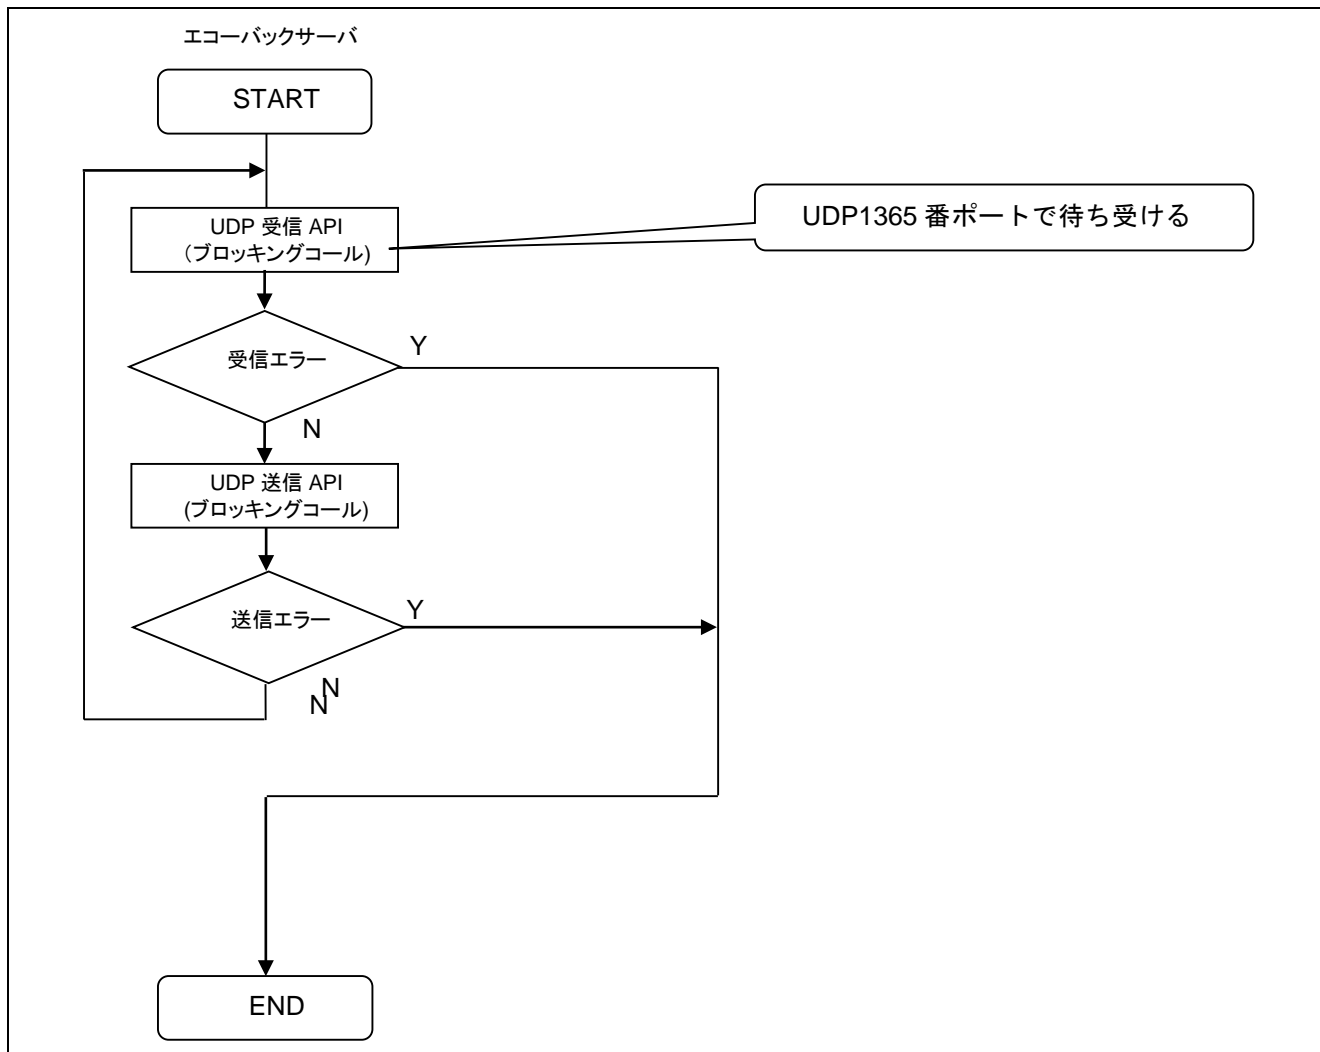 エコーバックサーバ
START
UDP 受信 API
（ブロッキングコール)
UDP1365 番ポートで待ち受ける
受信エラー
Y
N
UDP 送信 API
(ブロッキングコール)
送信エラー
Y
N
N
END